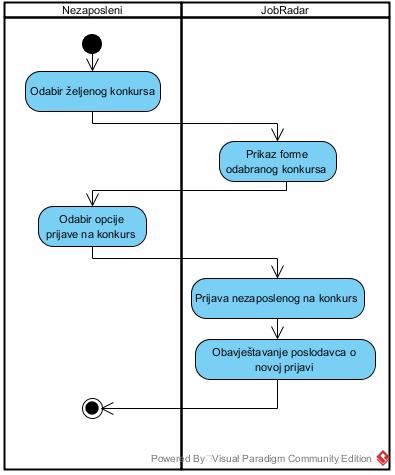 Nezaposleni
JobRadar
Odabir željenog konkursa
Prikaz forme
odabranog konkursa
Odabir opcije
prijave na konkurs
Prijava nezaposlenog na konkurs
Obavještavanje poslodavca o
novoj prijavi
Powered By Visual Paradigm Community Edition